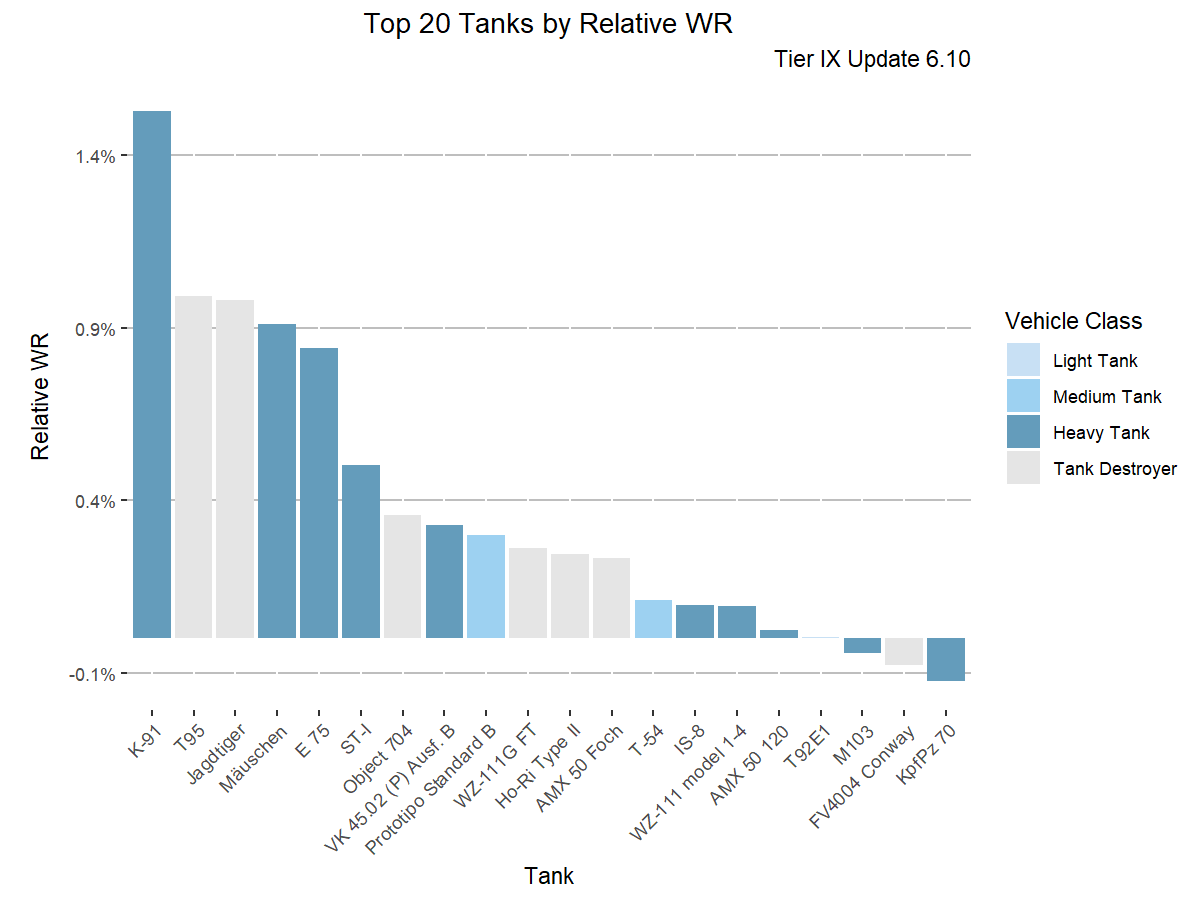 Top 20 Tanks by Relative WR
Tier IX Update 6.10
Relative WR
1.4%
0.9%
0.4%
-0.1%
K-91
T95
Jagdtiger
Mäuschen
E 75
ST-I
Object 704
VK 45.02 (P) Ausf. B
Prototipo Standard B
WZ-111G FT
Ho-Ri Type II
AMX 50 Foch
T-54
IS-8
WZ-111 model 1-4
AMX 50 120
T92E1
M103
FV4004 Conway
KpfPz 70
Tank
Vehicle Class
Light Tank
Medium Tank
Heavy Tank
Tank Destroyer